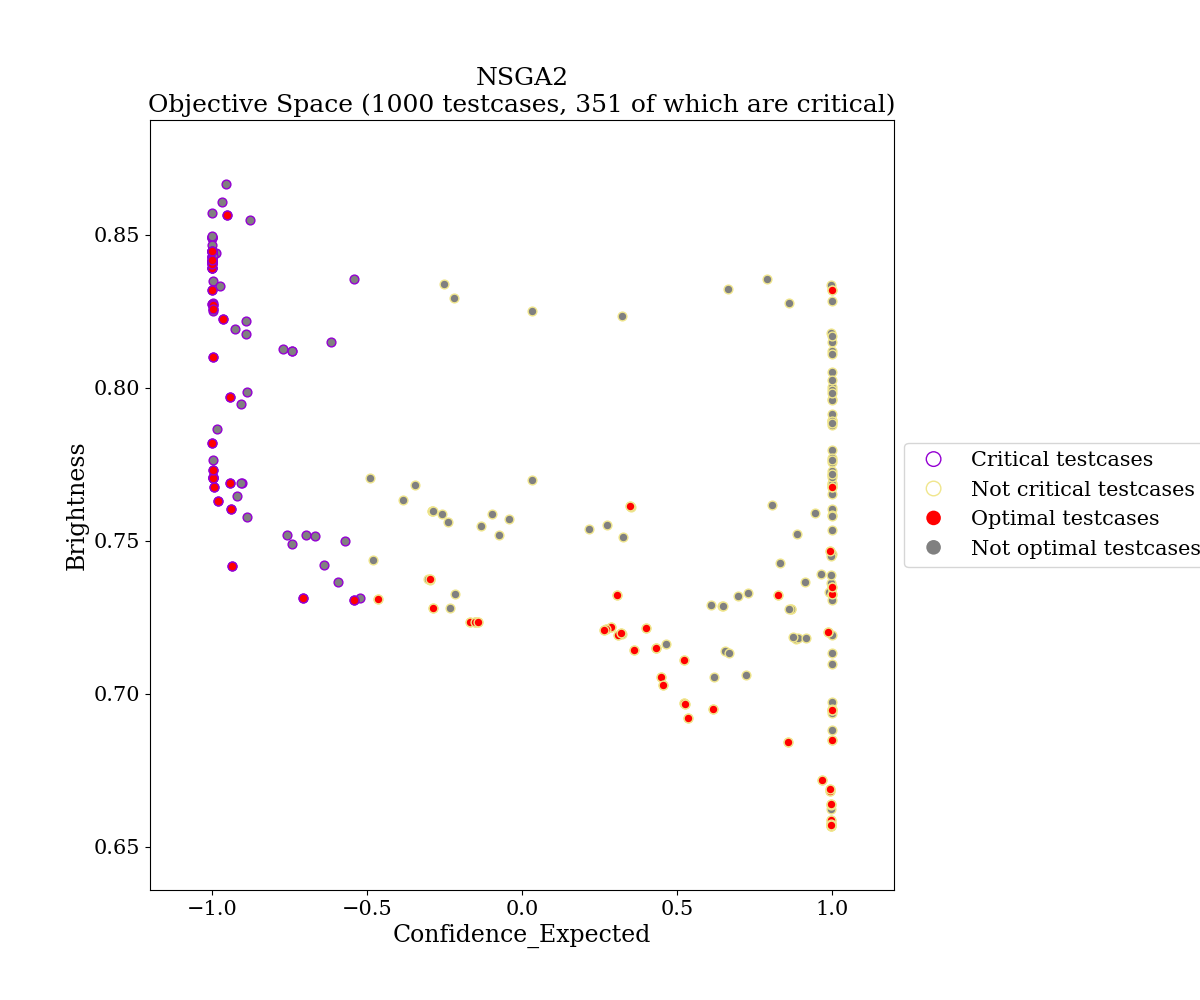 NSGA2
Objective Space (1000 testcases, 351 of which are critical)
0.85
0.80
0.75
0.70
0.65
Brightness
−1.0
−0.5
0.0
0.5
1.0
Confidence_Expected
Critical testcases
Not critical testcases
Optimal testcases
Not optimal testcases